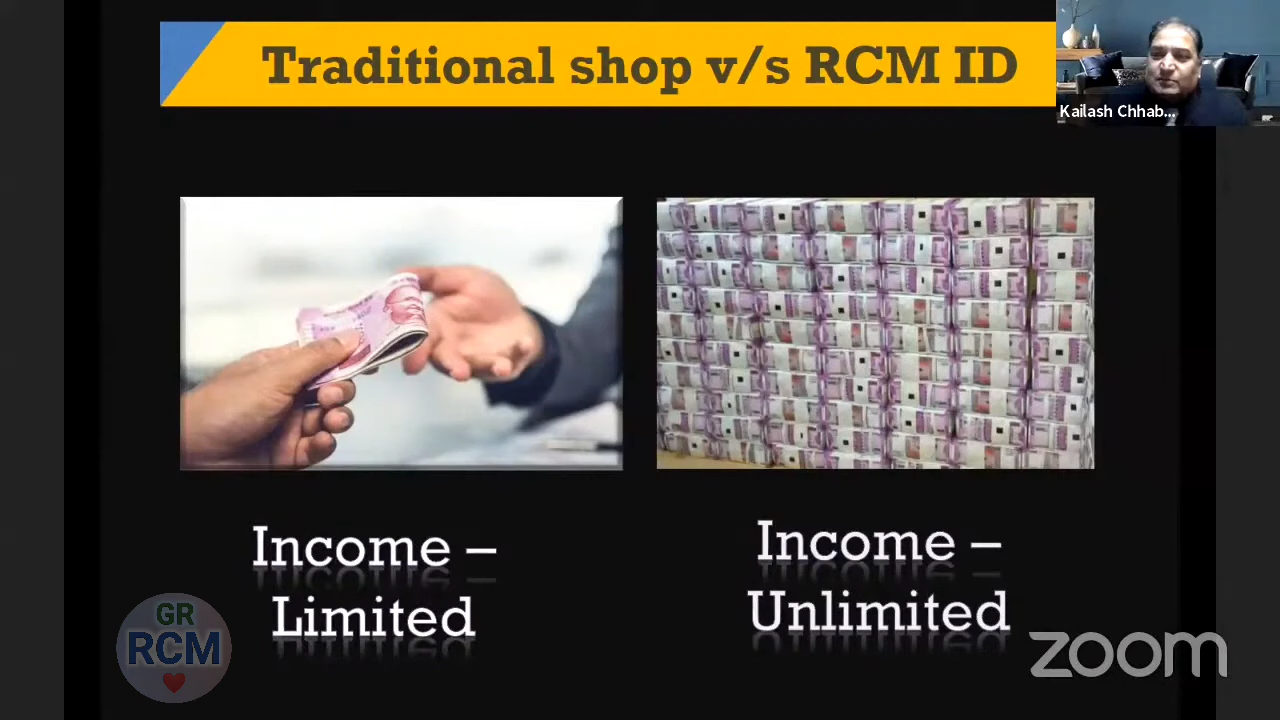 Traditional shop v/s RCM ID
Kailash Chhab...
Income –
Limited
Income –
Unlimited
GR
RCM
zoom